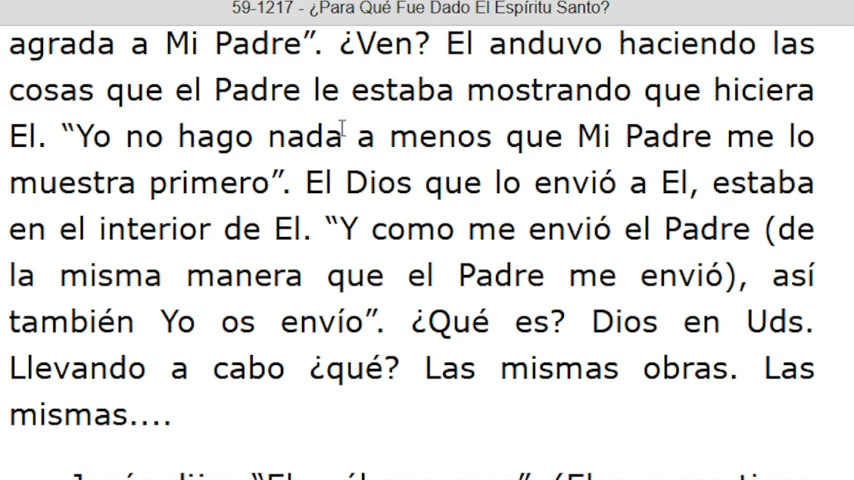 59-1217 - ¿Para Qué Fue Dado El Espíritu Santo?
agrada a Mi Padre”. ¿Ven? El anduvo haciendo las
cosas que el Padre le estaba mostrando que hiciera
El. “Yo no hago nada a menos que Mi Padre me lo
muestra primero”. El Dios que lo envió a El, estaba
en el interior de El. “Y como me envió el Padre (de
la misma manera que el Padre me envió), así
también Yo os envío”. ¿Qué es? Dios en Uds.
Llevando a cabo ¿qué? Las mismas obras. Las
mismas....